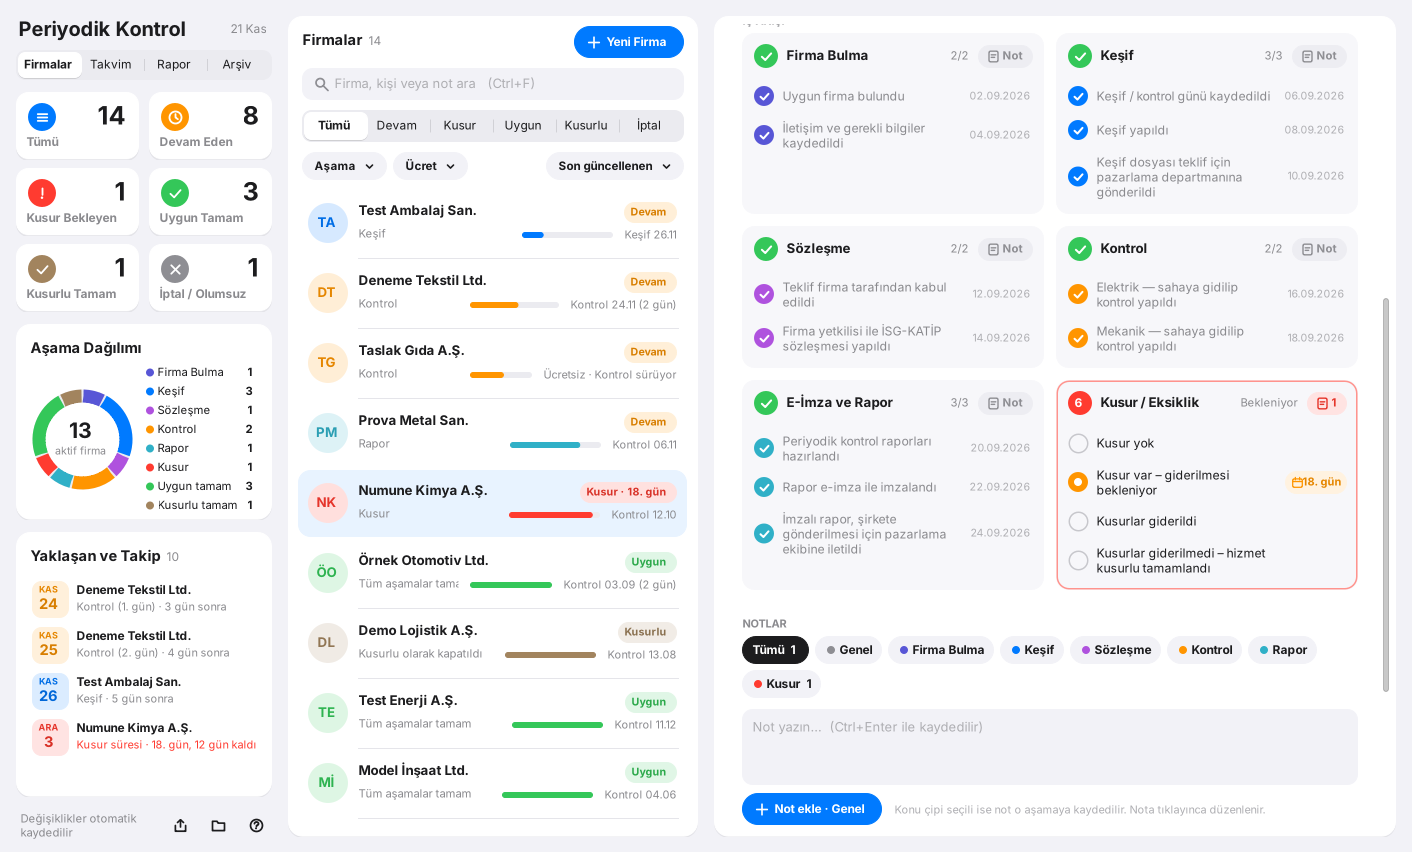 Periyodik Kontrol
21 Kas
Firmalar
Takvim
Rapor
Arşiv
14
Tümü
8
Devam Eden
1
Kusur Bekleyen
3
Uygun Tamam
1
Kusurlu Tamam
1
İptal / Olumsuz
Aşama Dağılımı
13
aktif firma
Firma Bulma 1
Keşif 3
Sözleşme 1
Kontrol 2
Rapor 1
Kusur 1
Uygun tamam 3
Kusurlu tamam 1
Yaklaşan ve Takip 10
KAS
24
Deneme Tekstil Ltd.
Kontrol (1. gün) · 3 gün sonra
KAS
25
Deneme Tekstil Ltd.
Kontrol (2. gün) · 4 gün sonra
KAS
26
Test Ambalaj San.
Keşif · 5 gün sonra
ARA
3
Numune Kimya A.Ş.
Kusur süresi · 18. gün, 12 gün kaldı
Değişiklikler otomatik
kaydedilir
Firmalar 14
Yeni Firma
Firma, kişi veya not ara (Ctrl+F)
Tümü
Devam
Kusur
Uygun
Kusurlu
İptal
Aşama
Ücret
Son güncellenen
TA
Test Ambalaj San.
Devam
Keşif
Keşif 26.11
DT
Deneme Tekstil Ltd.
Devam
Kontrol
Kontrol 24.11 (2 gün)
TG
Taslak Gıda A.Ş.
Devam
Kontrol
Ücretsiz · Kontrol sürüyor
PM
Prova Metal San.
Devam
Rapor
Kontrol 06.11
NK
Numune Kimya A.Ş.
Kusur · 18. gün
Kusur
Kontrol 12.10
ÖO
Örnek Otomotiv Ltd.
Uygun
Tüm aşamalar tama
Kontrol 03.09 (2 gün)
DL
Demo Lojistik A.Ş.
Kusurlu
Kusurlu olarak kapatıldı
Kontrol 13.08
TE
Test Enerji A.Ş.
Uygun
Tüm aşamalar tamam
Kontrol 11.12
Mİ
Model İnşaat Ltd.
Uygun
Tüm aşamalar tamam
Kontrol 04.06
Firma Bulma
2/2
Not
Uygun firma bulundu
02.09.2026
İletişim ve gerekli bilgiler
kaydedildi
04.09.2026
Keşif
3/3
Not
Keşif / kontrol günü kaydedildi
06.09.2026
Keşif yapıldı
08.09.2026
Keşif dosyası teklif için
pazarlama departmanına
gönderildi
10.09.2026
Sözleşme
2/2
Not
Teklif firma tarafından kabul
edildi
12.09.2026
Firma yetkilisi ile İSG-KATİP
sözleşmesi yapıldı
14.09.2026
Kontrol
2/2
Not
Elektrik — sahaya gidilip
kontrol yapıldı
16.09.2026
Mekanik — sahaya gidilip
kontrol yapıldı
18.09.2026
E-İmza ve Rapor
3/3
Not
Periyodik kontrol raporları
hazırlandı
20.09.2026
Rapor e-imza ile imzalandı
22.09.2026
İmzalı rapor, şirkete
gönderilmesi için pazarlama
ekibine iletildi
24.09.2026
6
Kusur / Eksiklik
Bekleniyor
1
Kusur yok
Kusur var – giderilmesi
bekleniyor
18. gün
Kusurlar giderildi
Kusurlar giderilmedi – hizmet
kusurlu tamamlandı
NOTLAR
Tümü 1
Genel
Firma Bulma
Keşif
Sözleşme
Kontrol
Rapor
Kusur 1
Not yazın... (Ctrl+Enter ile kaydedilir)
Not ekle · Genel
Konu çipi seçili ise not o aşamaya kaydedilir. Nota tıklayınca düzenlenir.